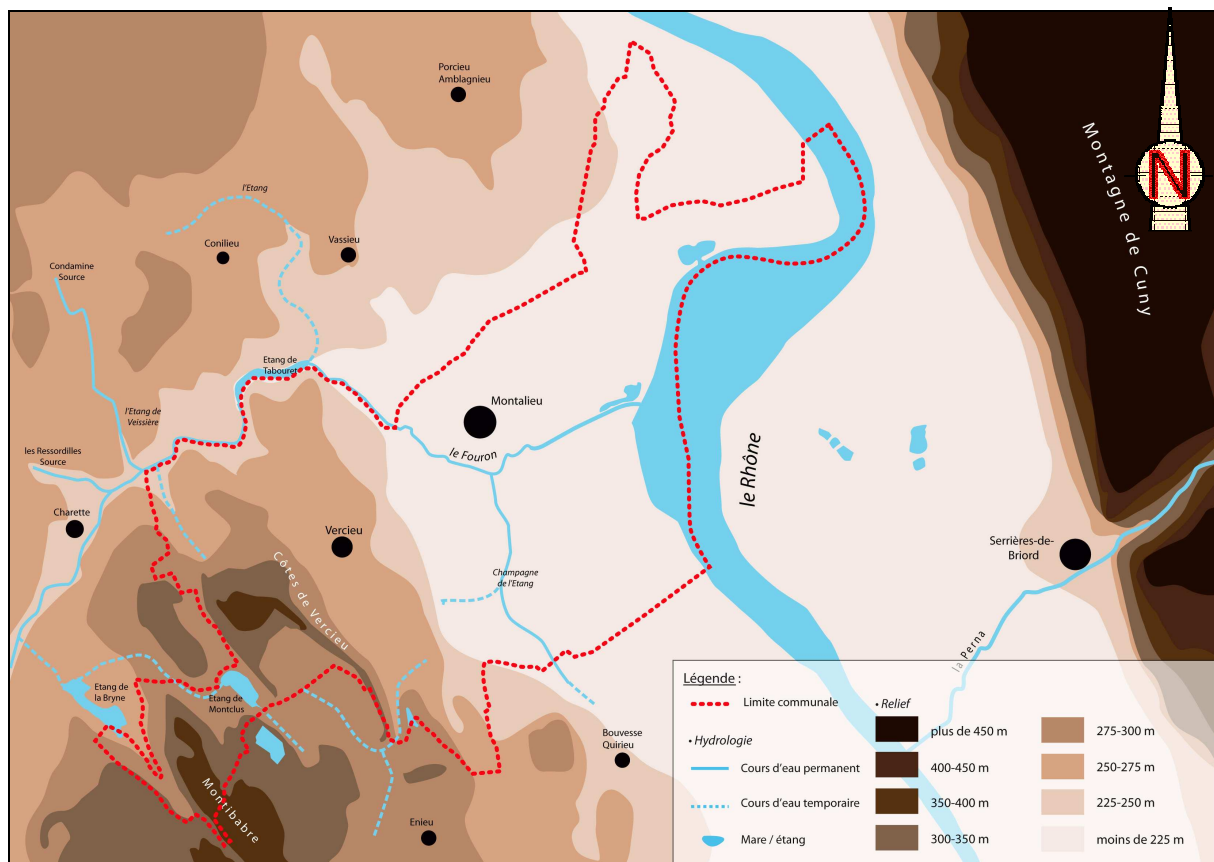 Porcieu
Amblagnieu
N
Montagne de Cuny
l'Etang
Conilieu
Vassieu
Condamine
Source
Etang de
Tabouret
l'Etang de
Veissière
Montalieu
le Fouron
les Ressordilles
Source
Charette
Vercieu
le Rhône
Serrières-de-
Briord
Côtes de Vercieu
Champagne
de l'Etang
la Perna
Etang de
la Bryne
Etang de
Montclus
Bouvesse
Quirieu
Montibabre
Enieu
Légende :
Limite communale
• Hydrologie
Cours d'eau permanent
Cours d'eau temporaire
Mare / étang
• Relief
plus de 450 m
400-450 m
350-400 m
300-350 m
275-300 m
250-275 m
225-250 m
moins de 225 m